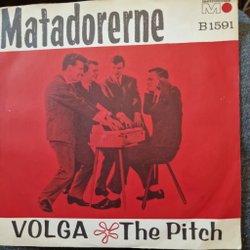 Matadorerne
M
B 1591
VOLGA The Pitch